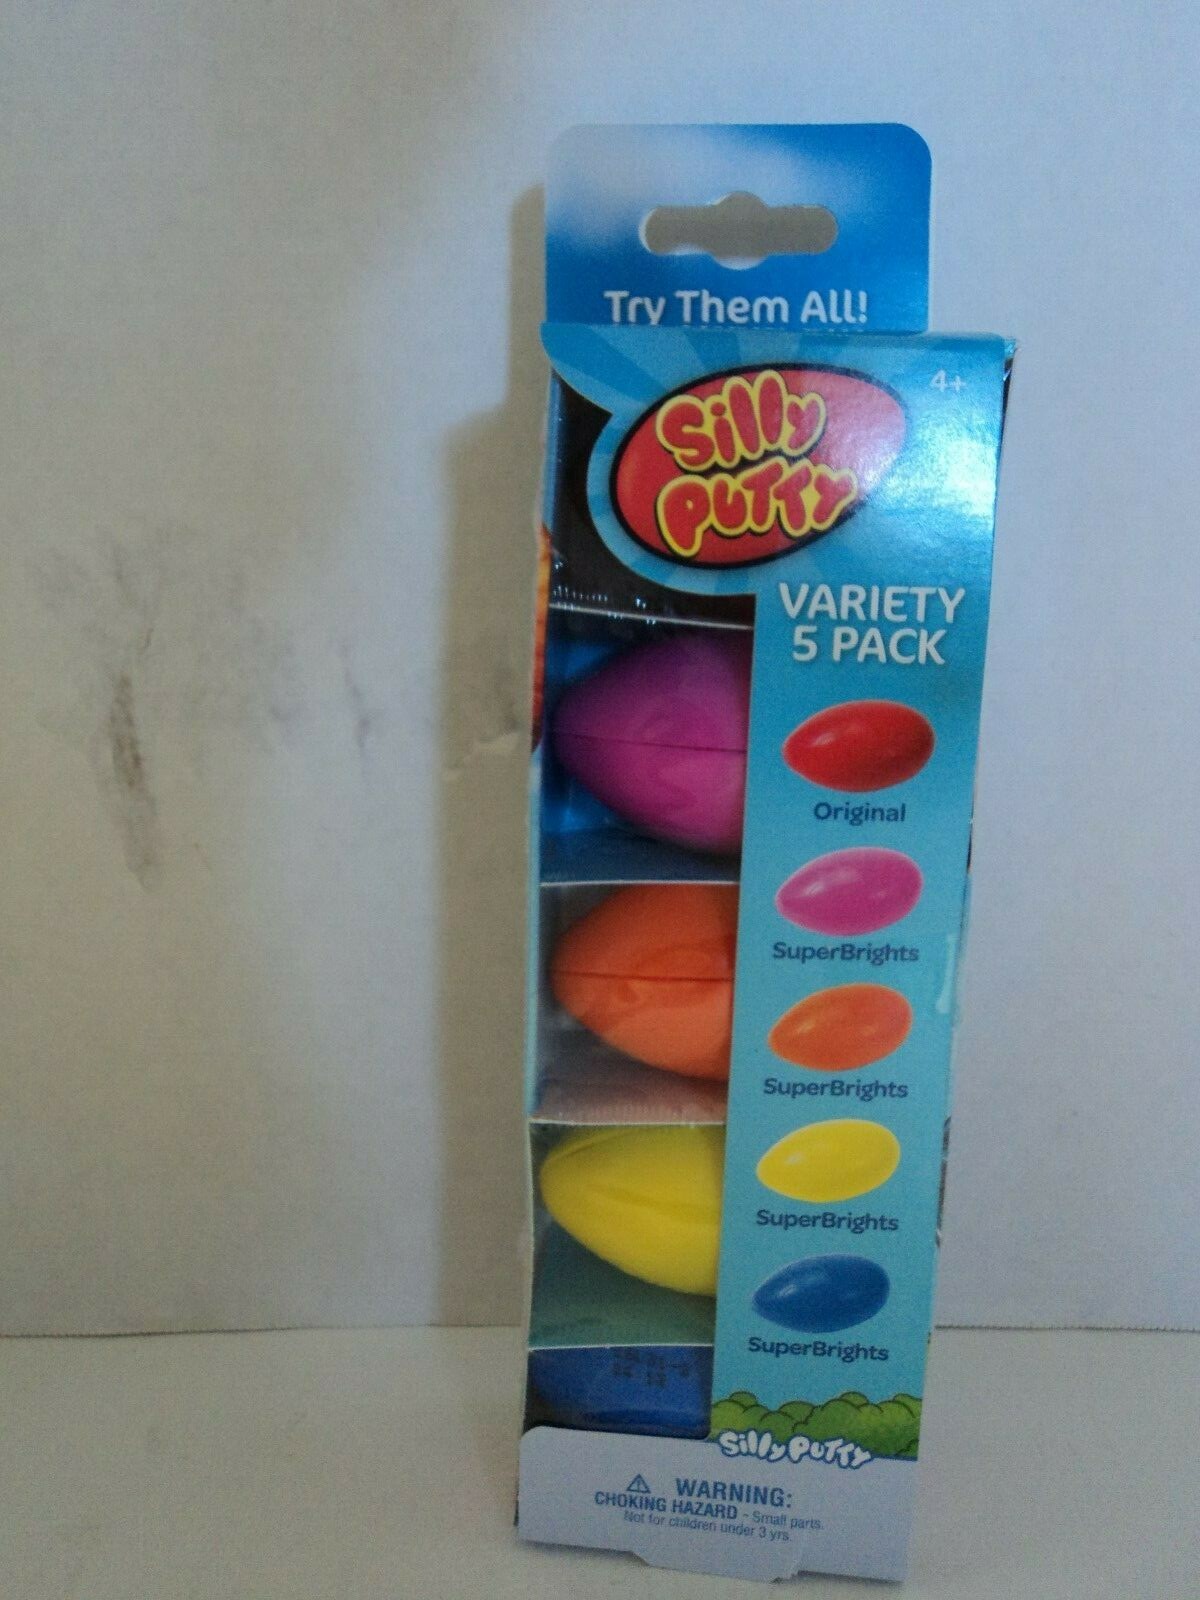 Try Them All!
4+
Silly
Putty
VARIETY
5 PACK
Original
SuperBrights
SuperBrights
SuperBrights
SuperBrights
Silly Putty
WARNING:
CHOKING HAZARD - Small parts.
Not for children under 3 yrs.